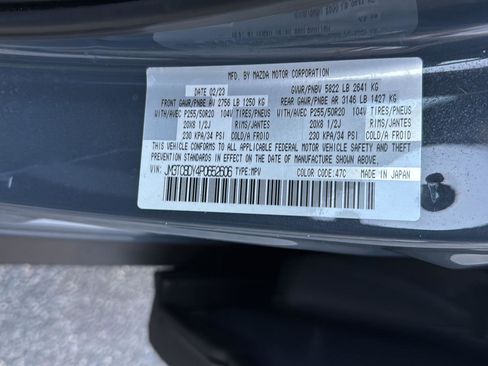 MFD. BY MAZDA MOTOR CORPORATION
DATE 02/23 GVWR/PNBV 5822 LB 2641 KG
FRONT GAWR/PNBE AV 2756 LB 1250 KG REAR GAWR/PNBE AR 3146 LB 1427 KG
WITH/AVEC P255/50R20 104V TIRES/PNEUS WITH/AVEC P255/50R20 104V TIRES/PNEUS
20X8 1/2J RIMS/JANTES 20X8 1/2J RIMS/JANTES
230 KPA/34 PSI COLD/A FROID 230 KPA/34 PSI COLD/A FROID
THIS VEHICLE CONFORMS TO ALL APPLICABLE FEDERAL MOTOR VEHICLE SAFETY AND THEFT
PREVENTION STANDARDS IN EFFECT ON THE DATE OF MANUFACTURE SHOWN ABOVE.
VIN: JM3TCBDY4P0652606 TYPE:MPV COLOR CODE:47C MADE IN JAPAN